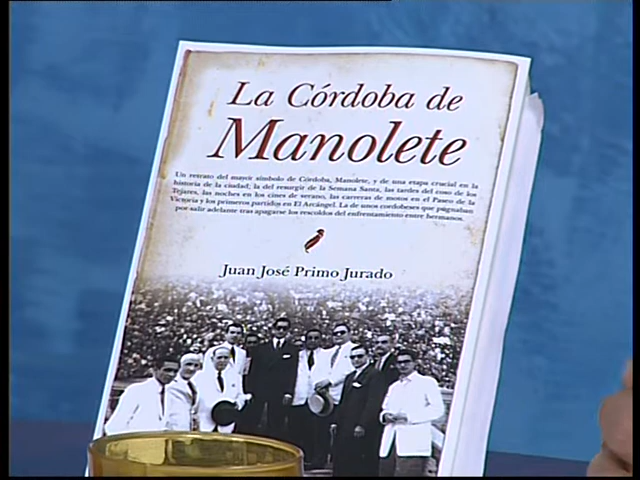 La Córdoba de
Manolete
Un retrato del mayor símbolo de Córdoba, Manolete, y de una etapa crucial en la
historia de la ciudad; la del resurgir de la Semana Santa, las tardes del coso de los
Tejares, las noches en los cines de verano, las carreras de motos en el Paseo de la
Victoria y los primeros partidos en El Arcángel. La de unos cordobeses que pugnaban
por salir adelante tras apagarse los rescoldos del enfrentamiento entre hermanos.
Juan José Primo Jurado